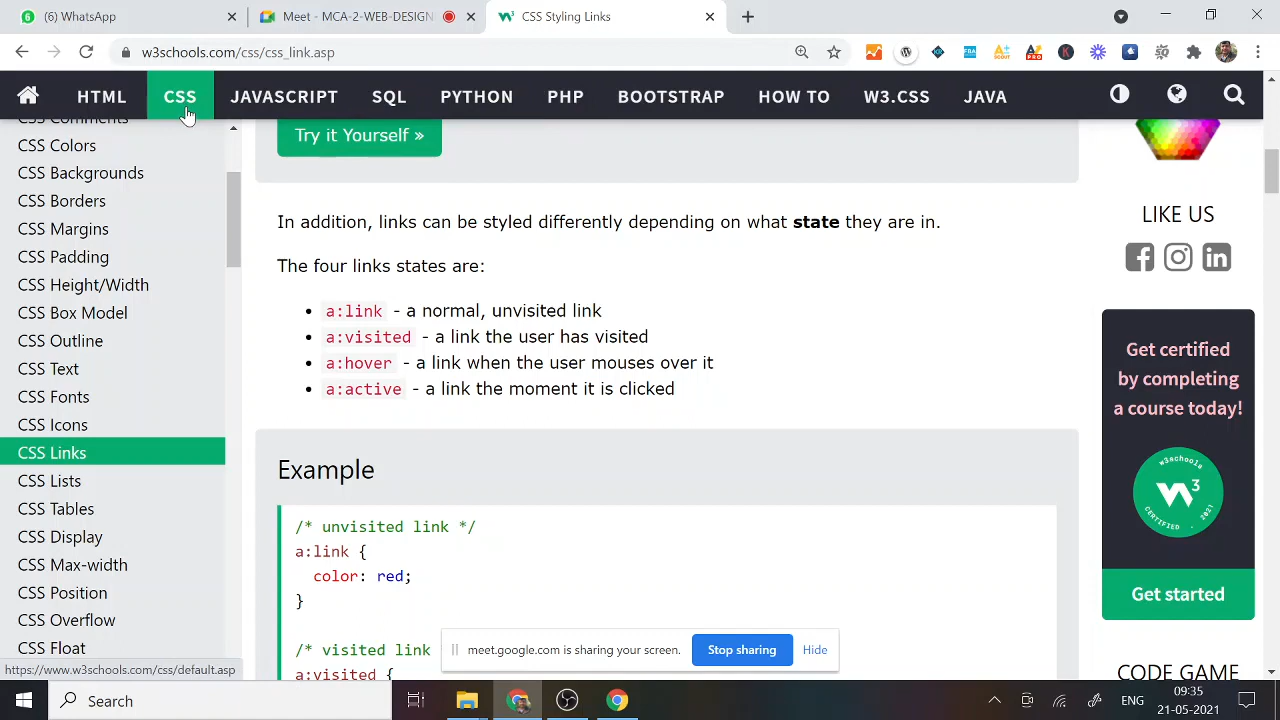 (6) WhatsApp
Meet - MCA-2-WEB-DESIGN
CSS Styling Links
w3schools.com/css/css_link.asp
HTML
CSS
JAVASCRIPT
SQL
PYTHON
PHP
BOOTSTRAP
HOW TO
W3.CSS
JAVA
CSS Comments
CSS Colors
CSS Backgrounds
CSS Borders
CSS Margins
CSS Padding
CSS Height/Width
CSS Box Model
CSS Outline
CSS Text
CSS Fonts
CSS Icons
CSS Links
CSS Lists
CSS Tables
CSS Display
CSS Max-width
CSS Position
CSS Overflow
CSS Float
https://www.w3schools.com/css/default.asp
Try it Yourself »
In addition, links can be styled differently depending on what state they are in.
The four links states are:
• a:link - a normal, unvisited link
• a:visited - a link the user has visited
• a:hover - a link when the user mouses over it
• a:active - a link the moment it is clicked
Example
/* unvisited link */
a:link {
color: red;
}
/* visited link
a:visited {
meet.google.com is sharing your screen.
Stop sharing
Hide
LIKE US
Get certified
by completing
a course today!
w3schools
CERTIFIED . 2021
Get started
CODE GAME
Search
ENG
09:35
21-05-2021